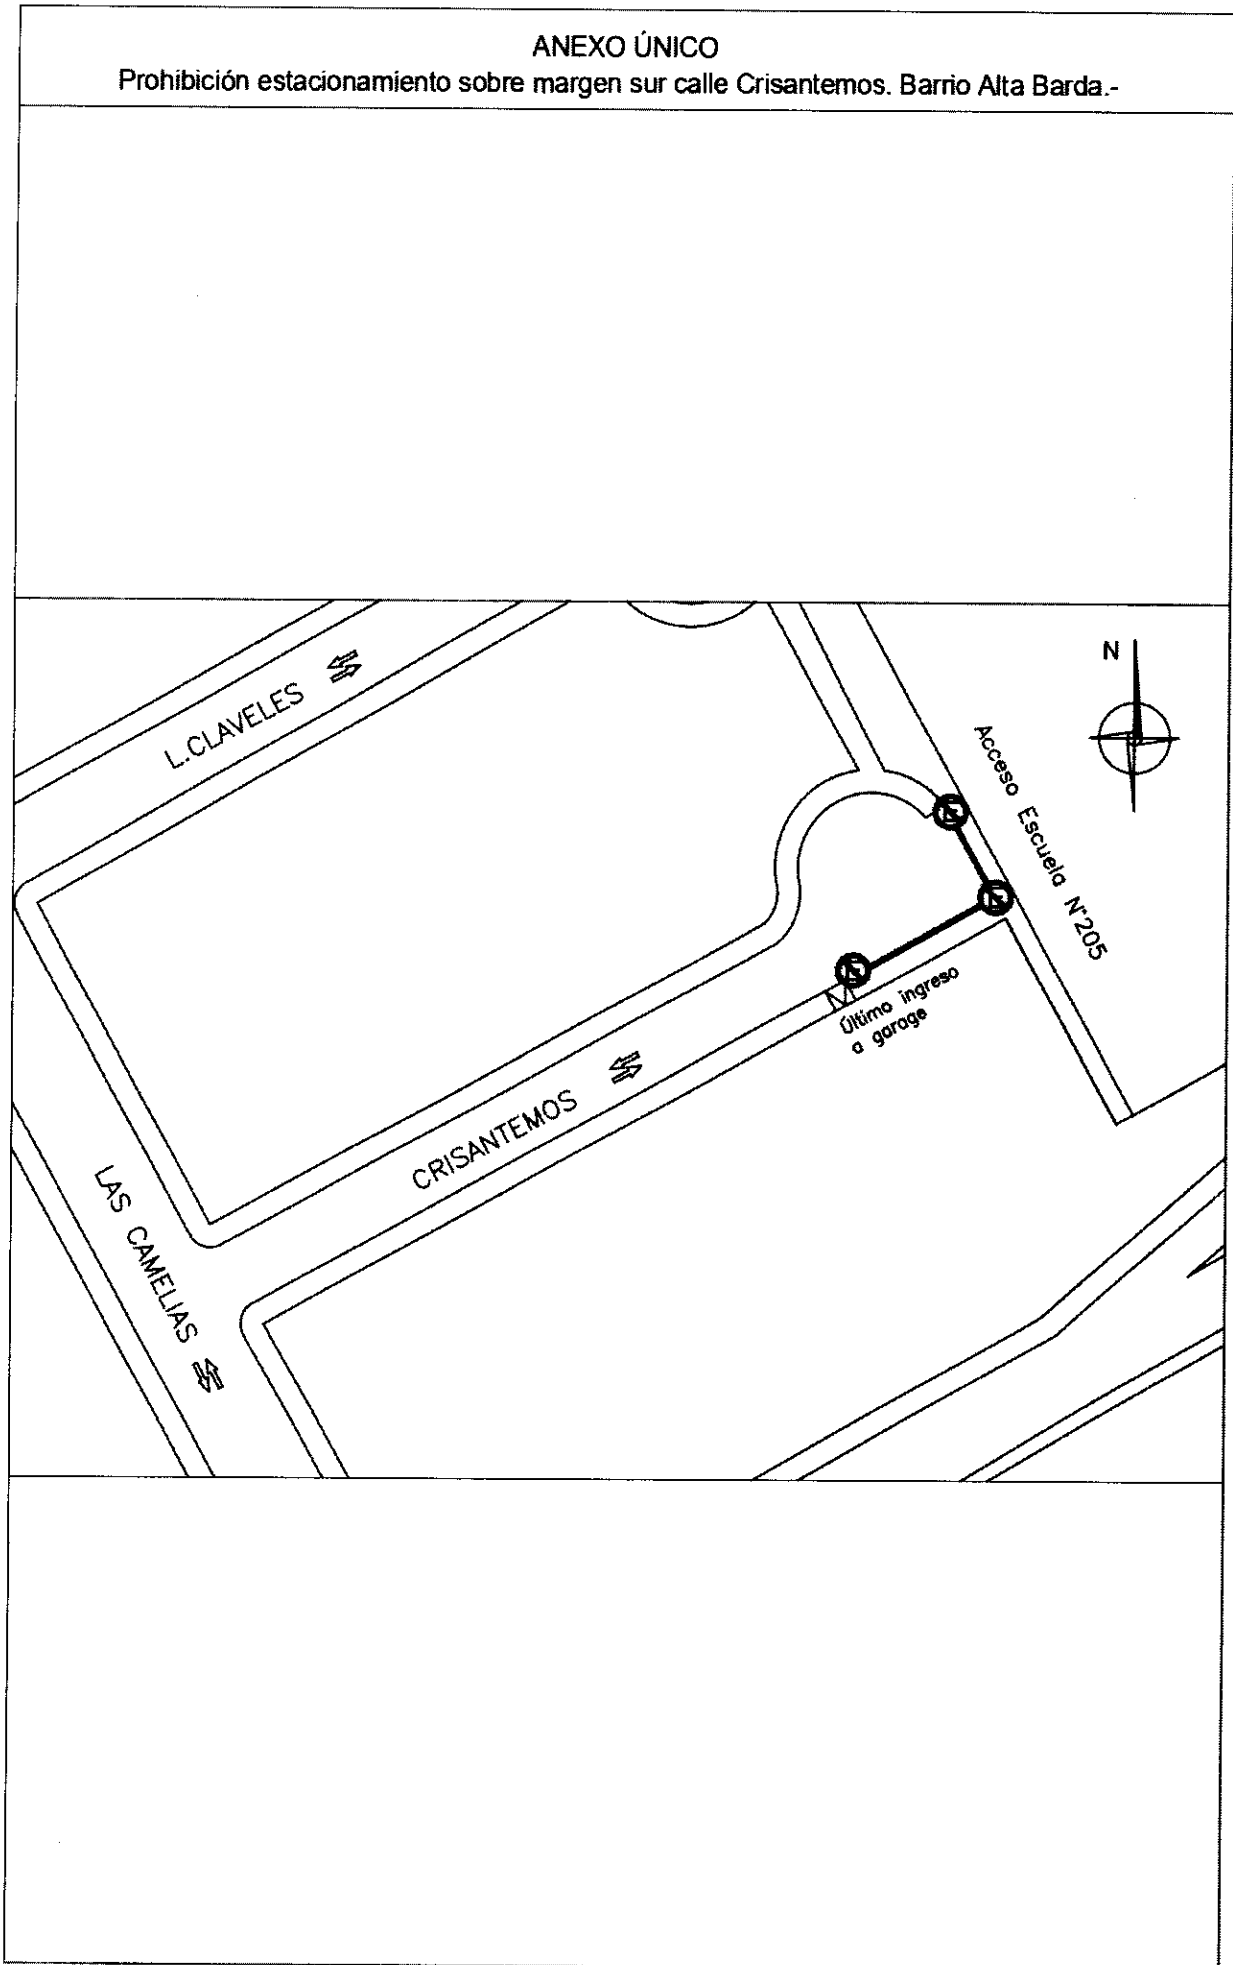 ANEXO ÚNICO
Prohibición estacionamiento sobre margen sur calle Crisantemos. Barrio Alta Barda.-
L.CLAVELES
N
Acceso Escuela N°205
Último ingreso
a garage
CRISANTEMOS
LAS CAMELIAS
E
E
E